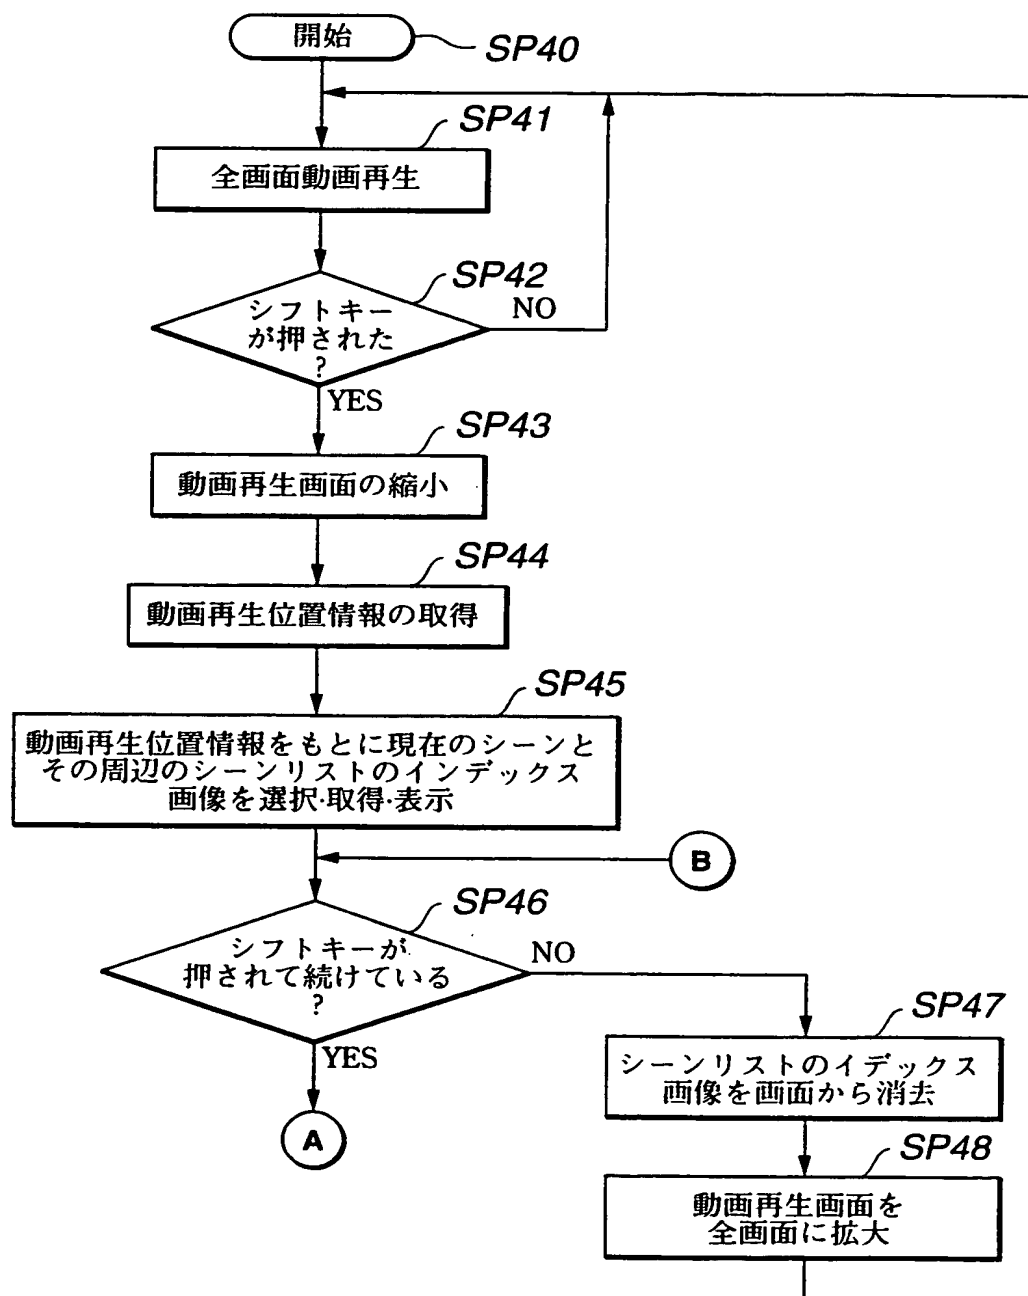 開始
SP40
SP41
全画面動画再生
SP42
シフトキー
が押された
?
NO
YES
SP43
動画再生画面の縮小
SP44
動画再生位置情報の取得
SP45
動画再生位置情報をもとに現在のシーンと
その周辺のシーンリストのインデックス
画像を選択·取得·表示
B
SP46
シフトキーが
押されて続けている
?
NO
YES
A
SP47
シーンリストのイデックス
画像を画面から消去
SP48
動画再生画面を
全画面に拡大